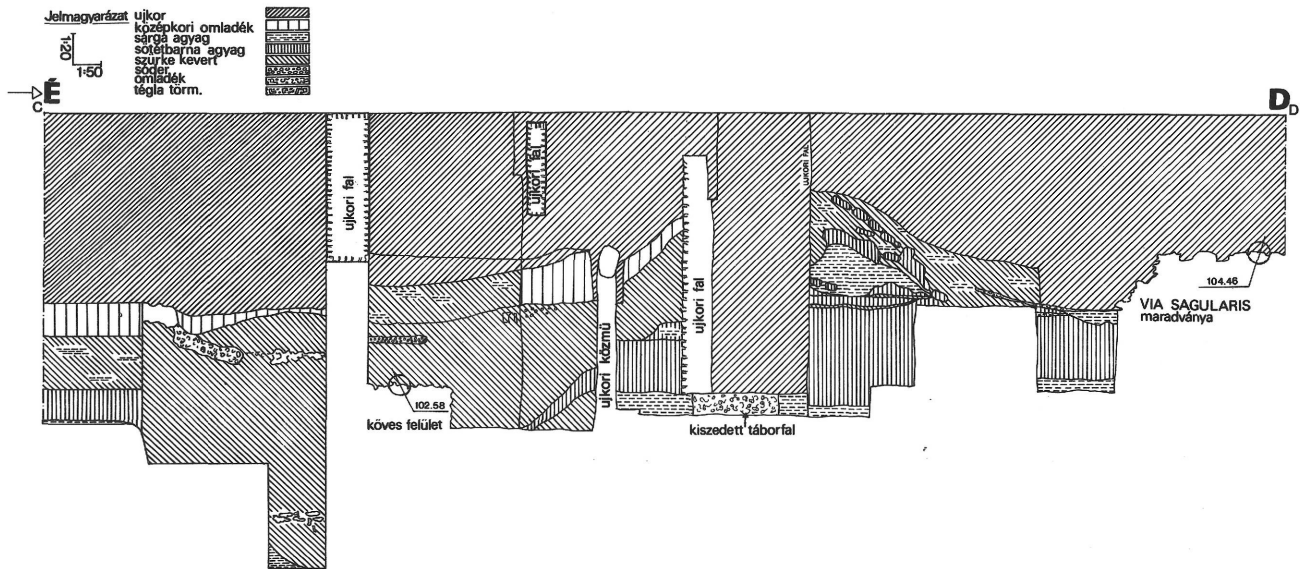 Jelmagyarázat ujkor
középkori omladék
sárga agyag
sötétbarna agyag
szürke kevert
sóder
omladék
tégla törm.
1:20
1:50
É
C
D
D
ujkori fal
ujkori fal
ujkori fal
UJKORI FAL
ujkori közmü
104.46
VIA SAGULARIS
maradványa
102.58
köves felület
kiszedett táborfal